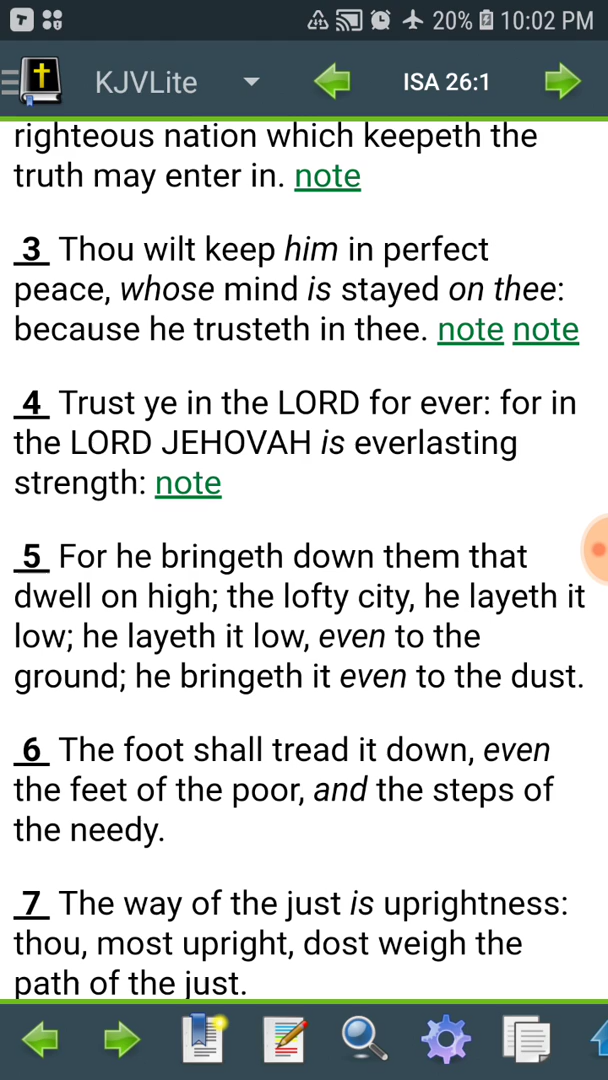 20% 10:02 PM
KJVLite ISA 26:1
righteous nation which keepeth the
truth may enter in. note
3 Thou wilt keep him in perfect
peace, whose mind is stayed on thee:
because he trusteth in thee. note note
4 Trust ye in the LORD for ever: for in
the LORD JEHOVAH is everlasting
strength: note
5 For he bringeth down them that
dwell on high; the lofty city, he layeth it
low; he layeth it low, even to the
ground; he bringeth it even to the dust.
6 The foot shall tread it down, even
the feet of the poor, and the steps of
the needy.
7 The way of the just is uprightness:
thou, most upright, dost weigh the
path of the just.